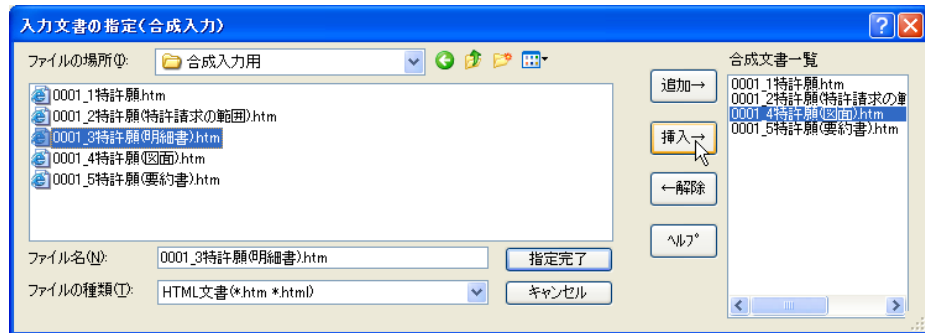 入力文書の指定(合成入力)
ファイルの場所(I):
合成入力用
0001_1特許願.htm
0001_2特許願(特許請求の範囲).htm
0001_3特許願(明細書).htm
0001_4特許願(図面).htm
0001_5特許願(要約書).htm
ファイル名(N):
0001_3特許願(明細書).htm
指定完了
ファイルの種類(T):
HTML文書(*.htm *.html)
キャンセル
追加→
挿入→
←解除
ヘルプ
合成文書一覧
0001_1特許願.htm
0001_2特許願(特許請求の範
0001_4特許願(図面).htm
0001_5特許願(要約書).htm